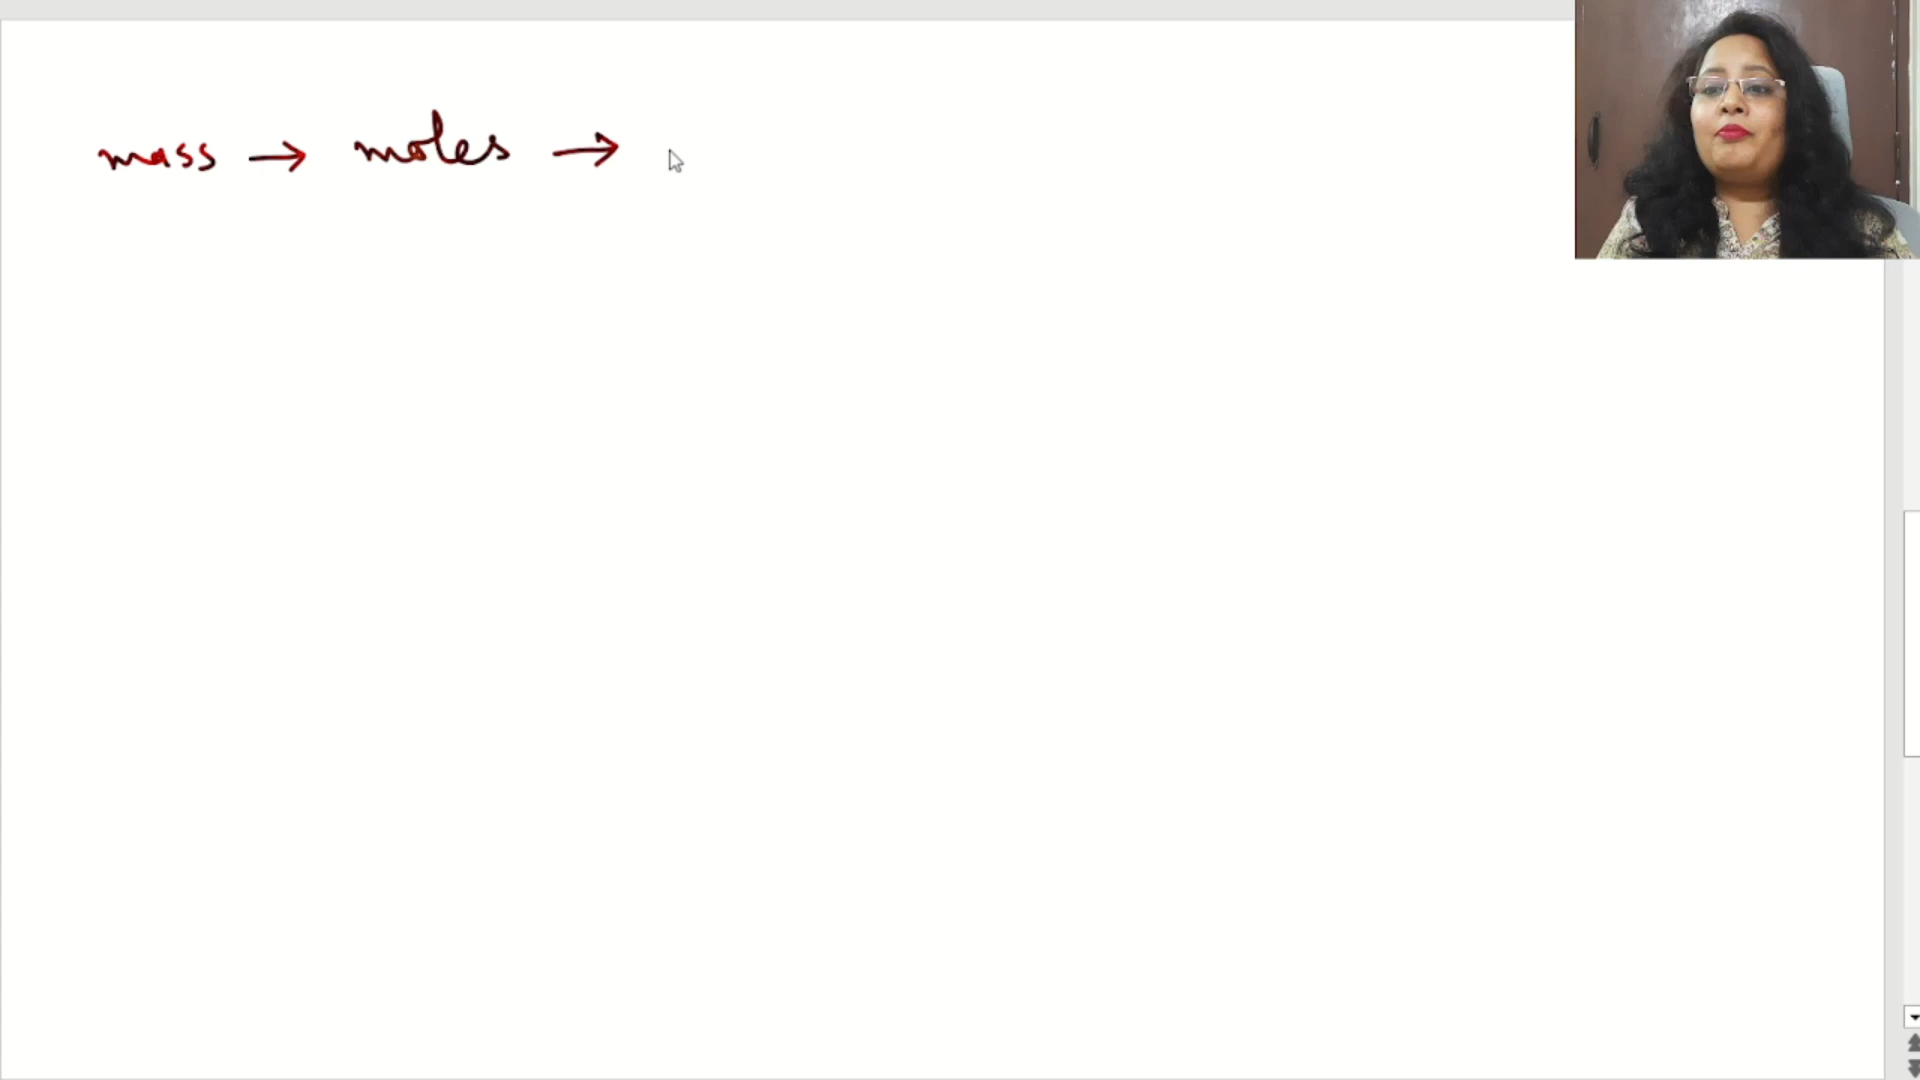 mass → moles →